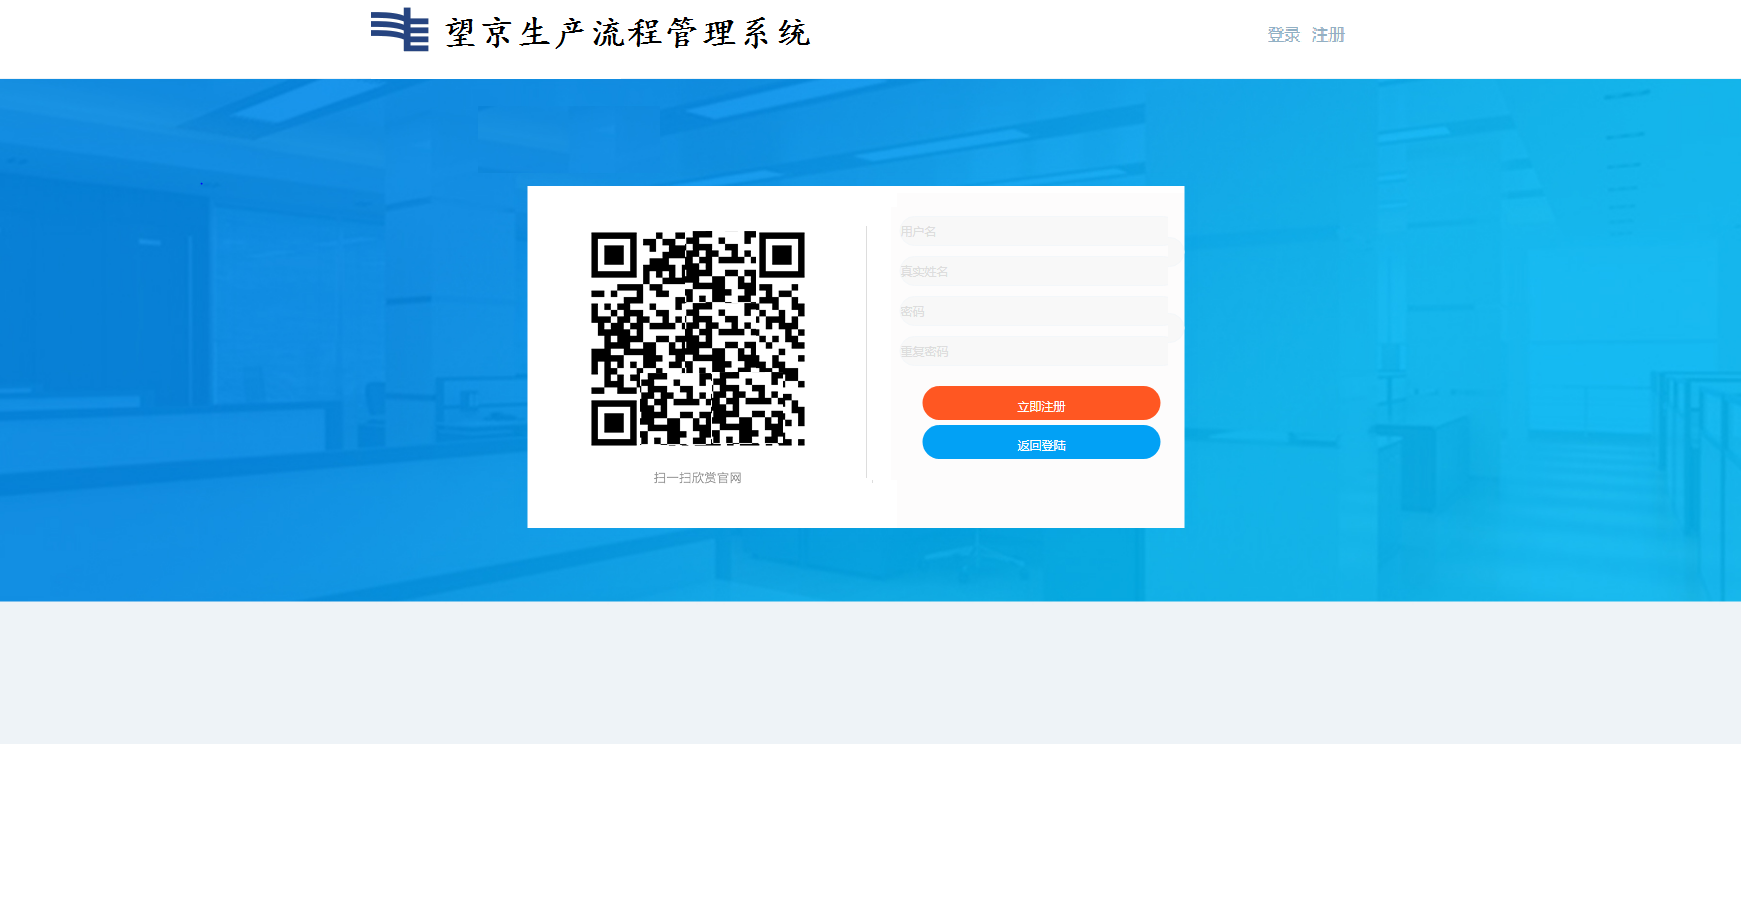 望京生产流程管理系统
登录 注册
用户名
真实姓名
密码
重复密码
立即注册
返回登陆
扫一扫欣赏官网